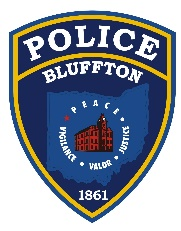 POLICE
BLUFFTON
PEACE
VIGILANCE • VALOR • JUSTICE
1861